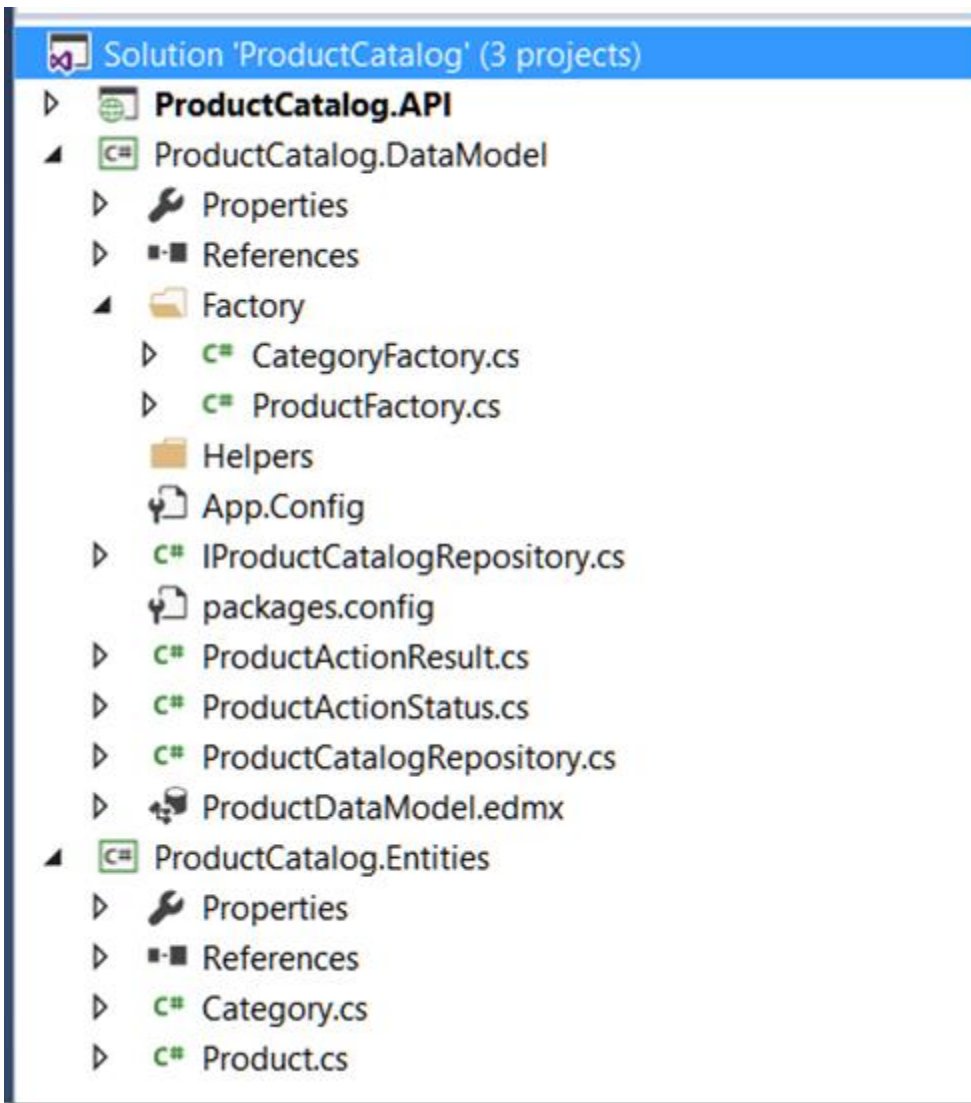 Solution 'ProductCatalog' (3 projects)
ProductCatalog.API
C# ProductCatalog.DataModel
Properties
References
Factory
C# CategoryFactory.cs
C# ProductFactory.cs
Helpers
App.Config
C# IProductCatalogRepository.cs
packages.config
C# ProductActionResult.cs
C# ProductActionStatus.cs
C# ProductCatalogRepository.cs
ProductDataModel.edmx
C# ProductCatalog.Entities
Properties
References
C# Category.cs
C# Product.cs